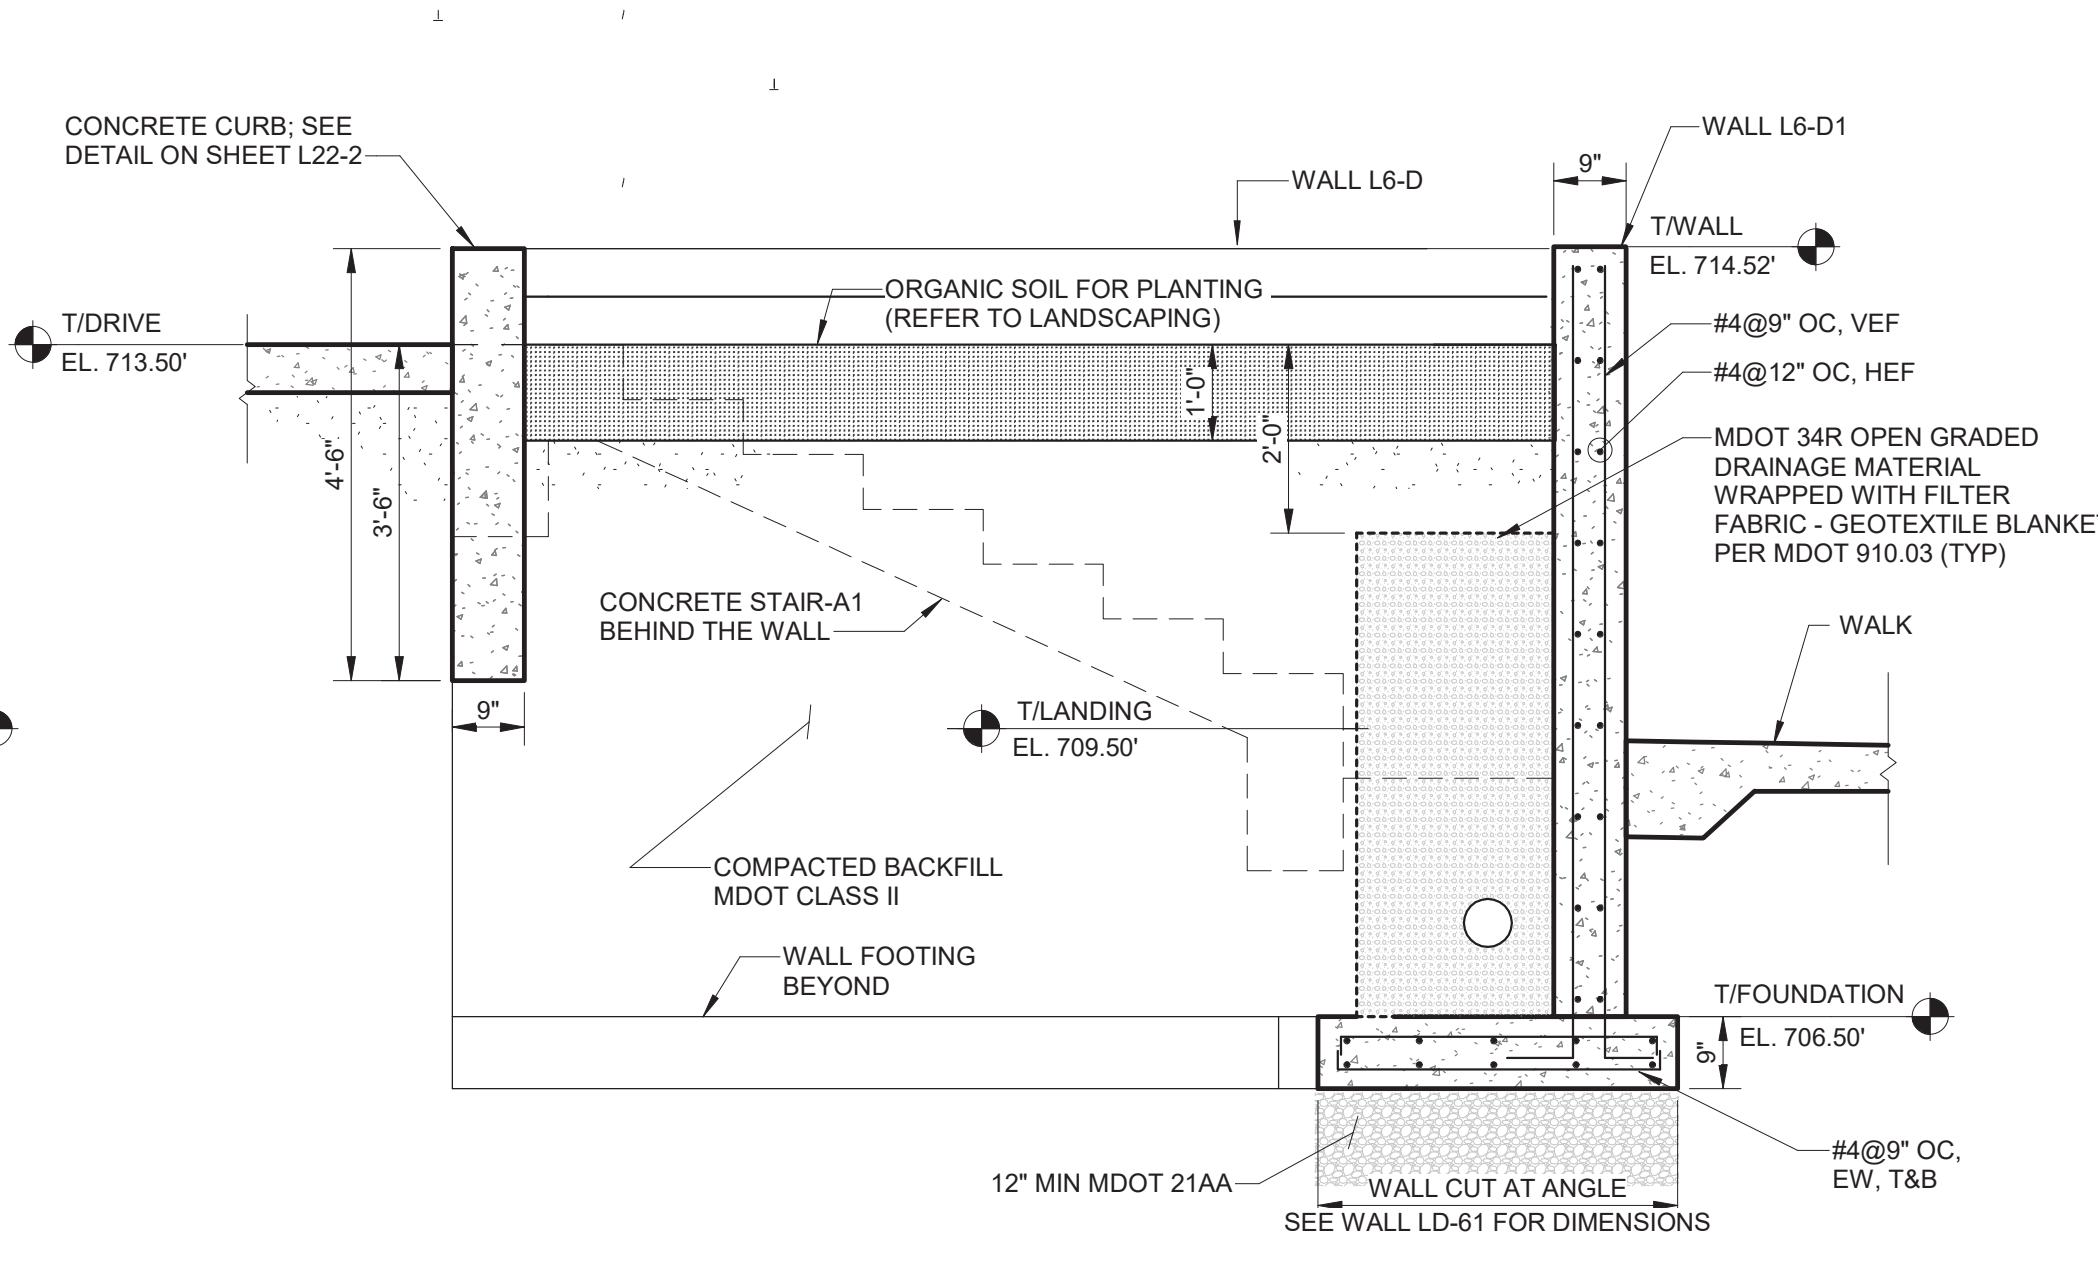 CONCRETE CURB; SEE
DETAIL ON SHEET L22-2
WALL L6-D1
9"
WALL L6-D
T/WALL
EL. 714.52'
ORGANIC SOIL FOR PLANTING
(REFER TO LANDSCAPING)
T/DRIVE
EL. 713.50'
#4@9" OC, VEF
#4@12" OC, HEF
1'-0"
2'-0"
4'-6"
3'-6"
MDOT 34R OPEN GRADED
DRAINAGE MATERIAL
WRAPPED WITH FILTER
FABRIC - GEOTEXTILE BLANKET
PER MDOT 910.03 (TYP)
CONCRETE STAIR-A1
BEHIND THE WALL
WALK
9"
T/LANDING
EL. 709.50'
COMPACTED BACKFILL
MDOT CLASS II
WALL FOOTING
BEYOND
T/FOUNDATION
EL. 706.50'
9"
#4@9" OC,
EW, T&B
12" MIN MDOT 21AA
WALL CUT AT ANGLE
SEE WALL LD-61 FOR DIMENSIONS